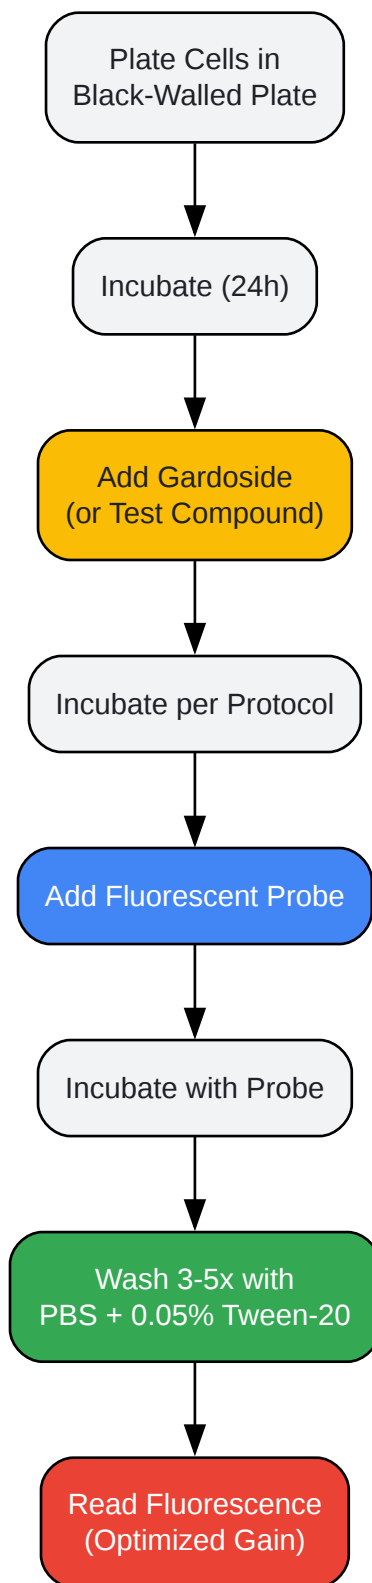 Plate Cells in
Black-Walled Plate
Incubate (24h)
Add Gardoside
(or Test Compound)
Incubate per Protocol
Add Fluorescent Probe
Incubate with Probe
Wash 3-5x with
PBS + 0.05% Tween-20
Read Fluorescence
(Optimized Gain)